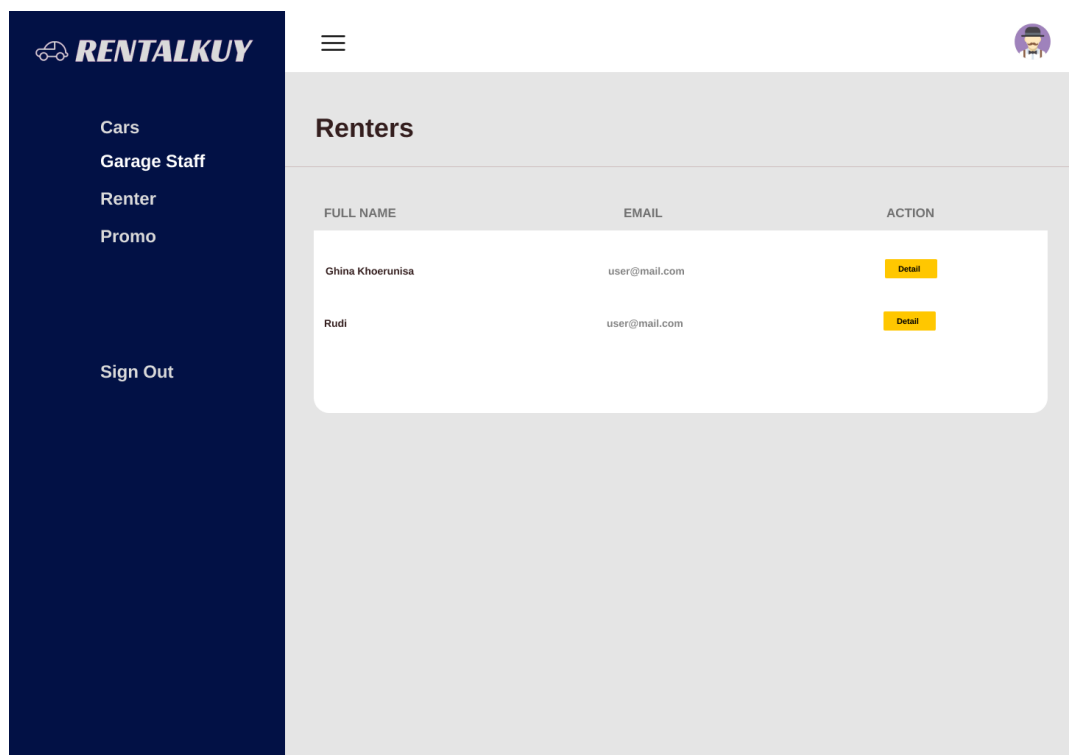 RENTALKUY
Cars
Garage Staff
Renter
Promo
Sign Out
Renters
FULL NAME EMAIL ACTION
Ghina Khoerunisa user@mail.com Detail
Rudi user@mail.com Detail